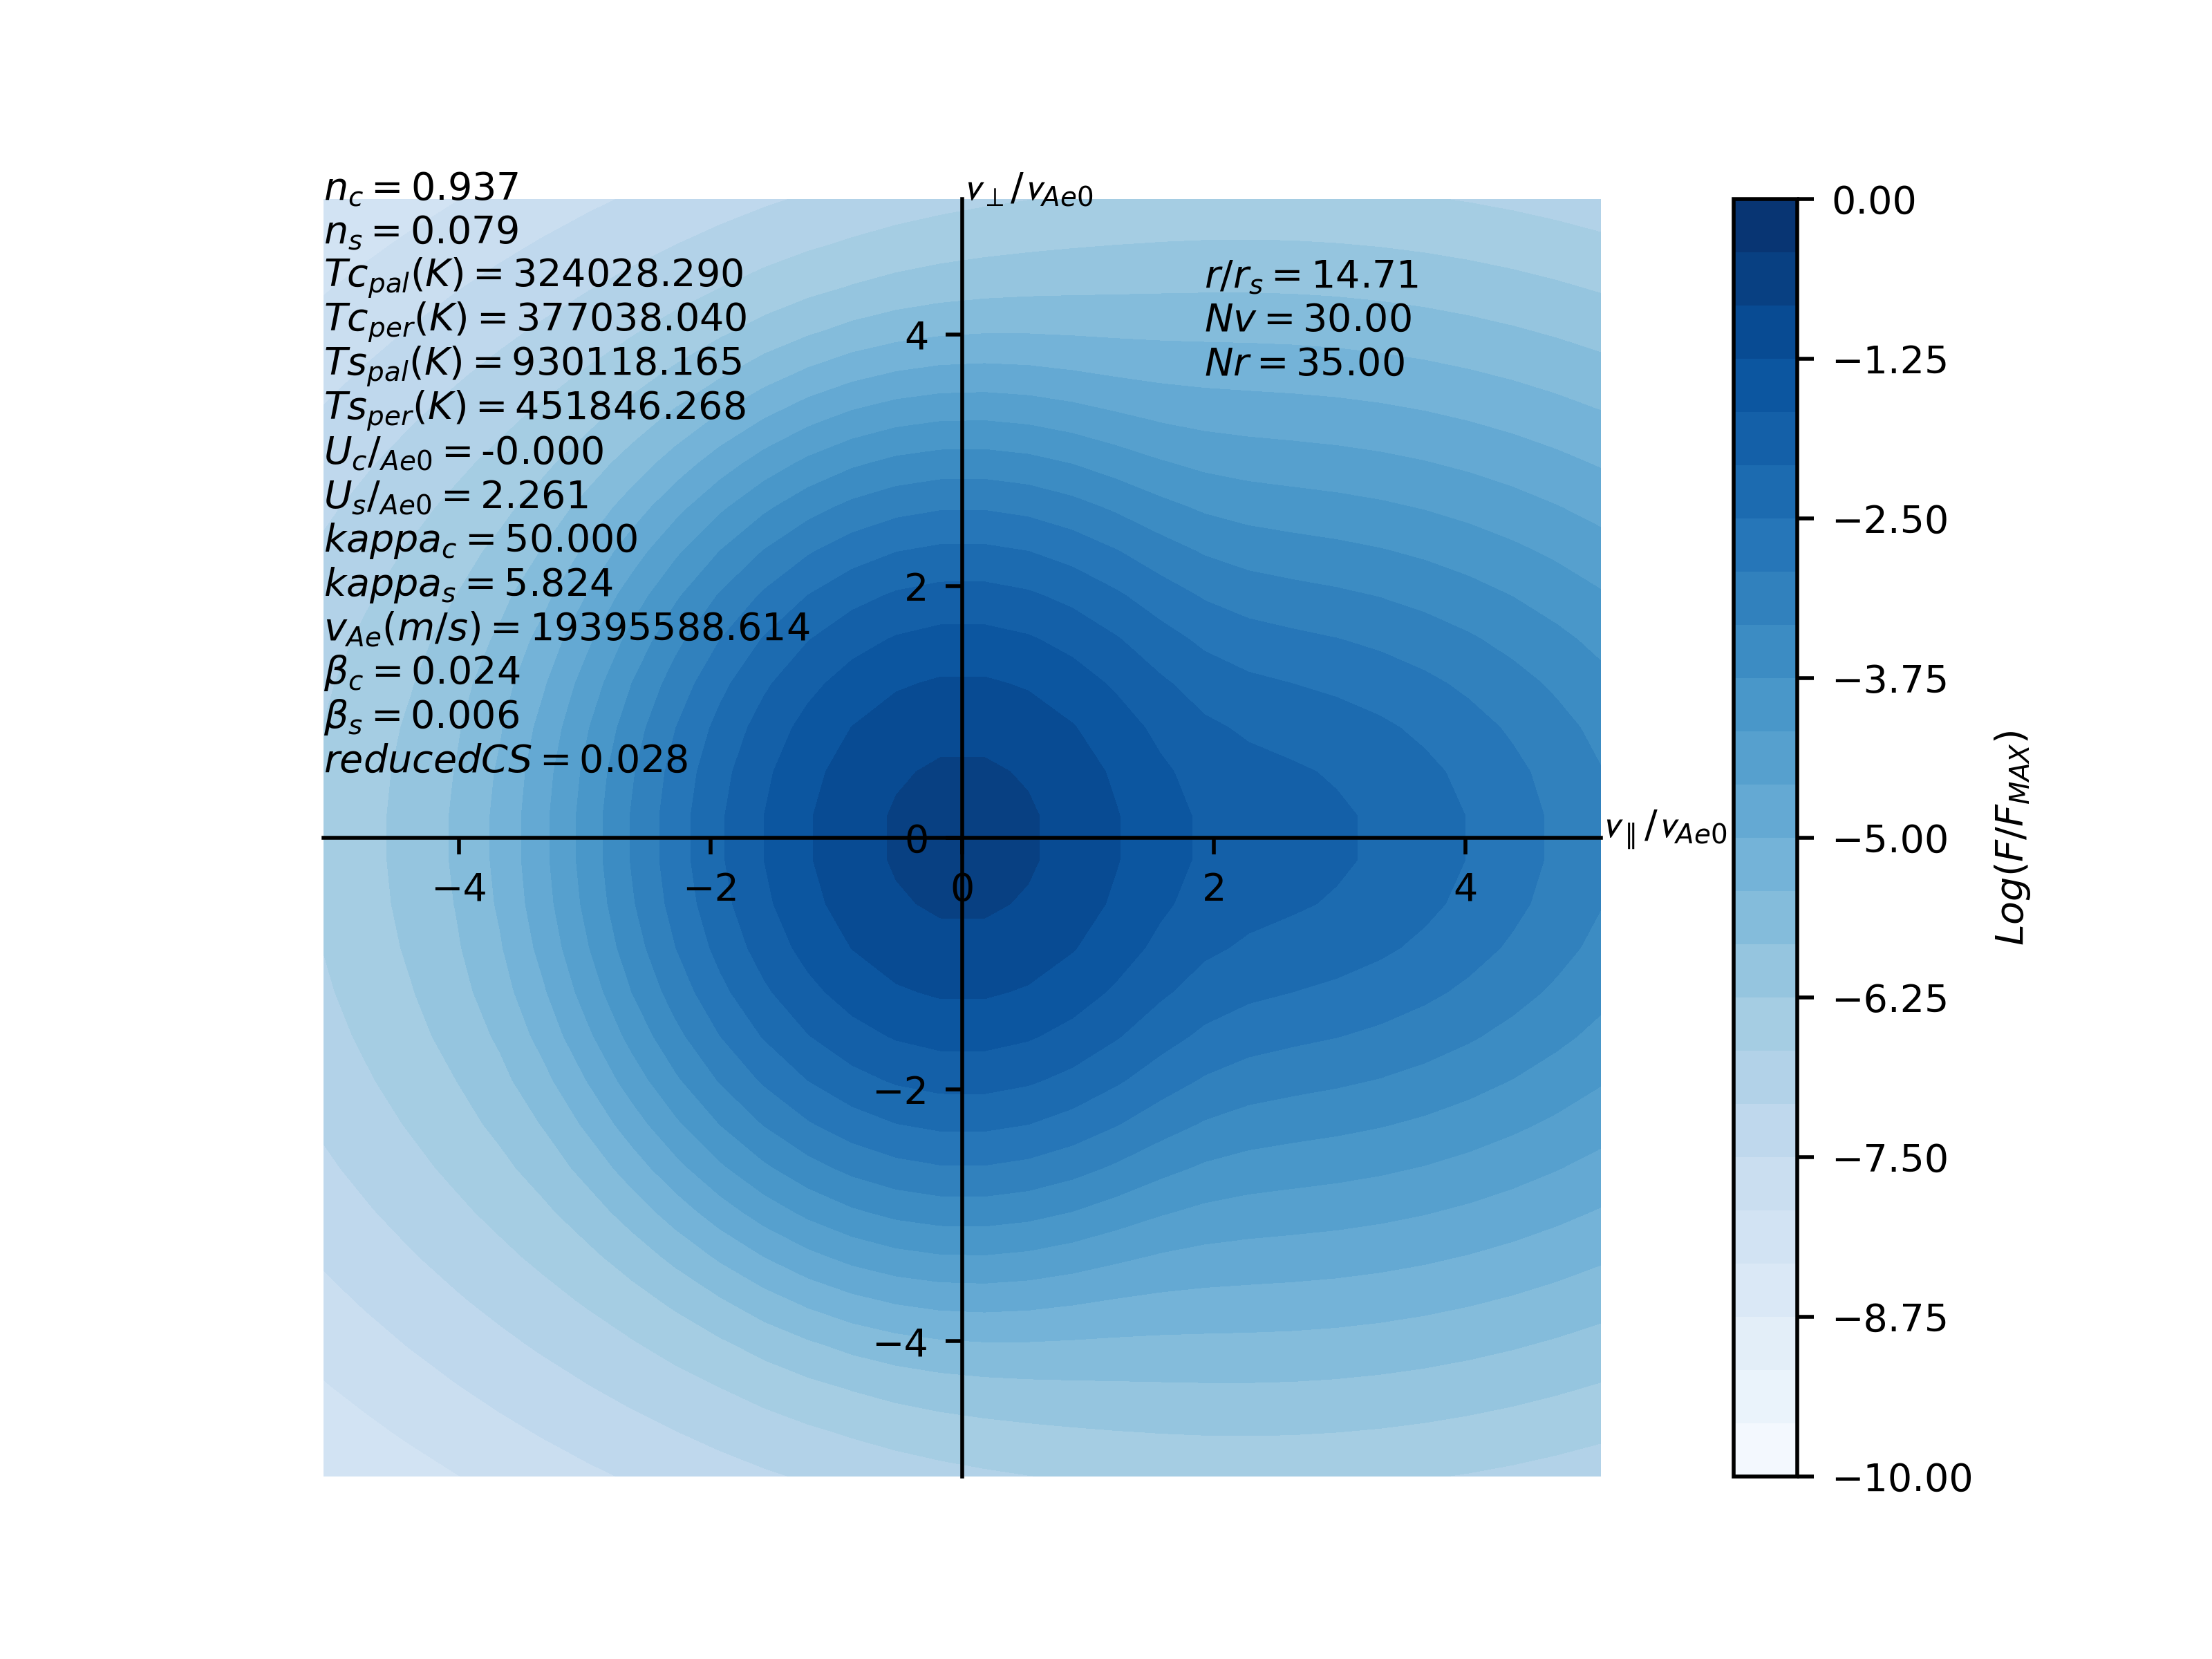 n_c = 0.937
n_s = 0.079
Tc_pal(K) = 324028.290
Tc_per(K) = 377038.040
Ts_pal(K) = 930118.165
Ts_per(K) = 451846.268
U_c/_Ae0 = -0.000
U_s/_Ae0 = 2.261
kappa_c = 50.000
kappa_s = 5.824
v_Ae(m/s) = 19395588.614
β_c = 0.024
β_s = 0.006
reducedCS = 0.028
v_⊥/v_Ae0
r/r_s = 14.71
Nv = 30.00
Nr = 35.00
4
2
0
−2
−4
−4
−2
0
2
4
v_∥/v_Ae0
0.00
−1.25
−2.50
−3.75
−5.00
−6.25
−7.50
−8.75
−10.00
Log(F/F_MAX)